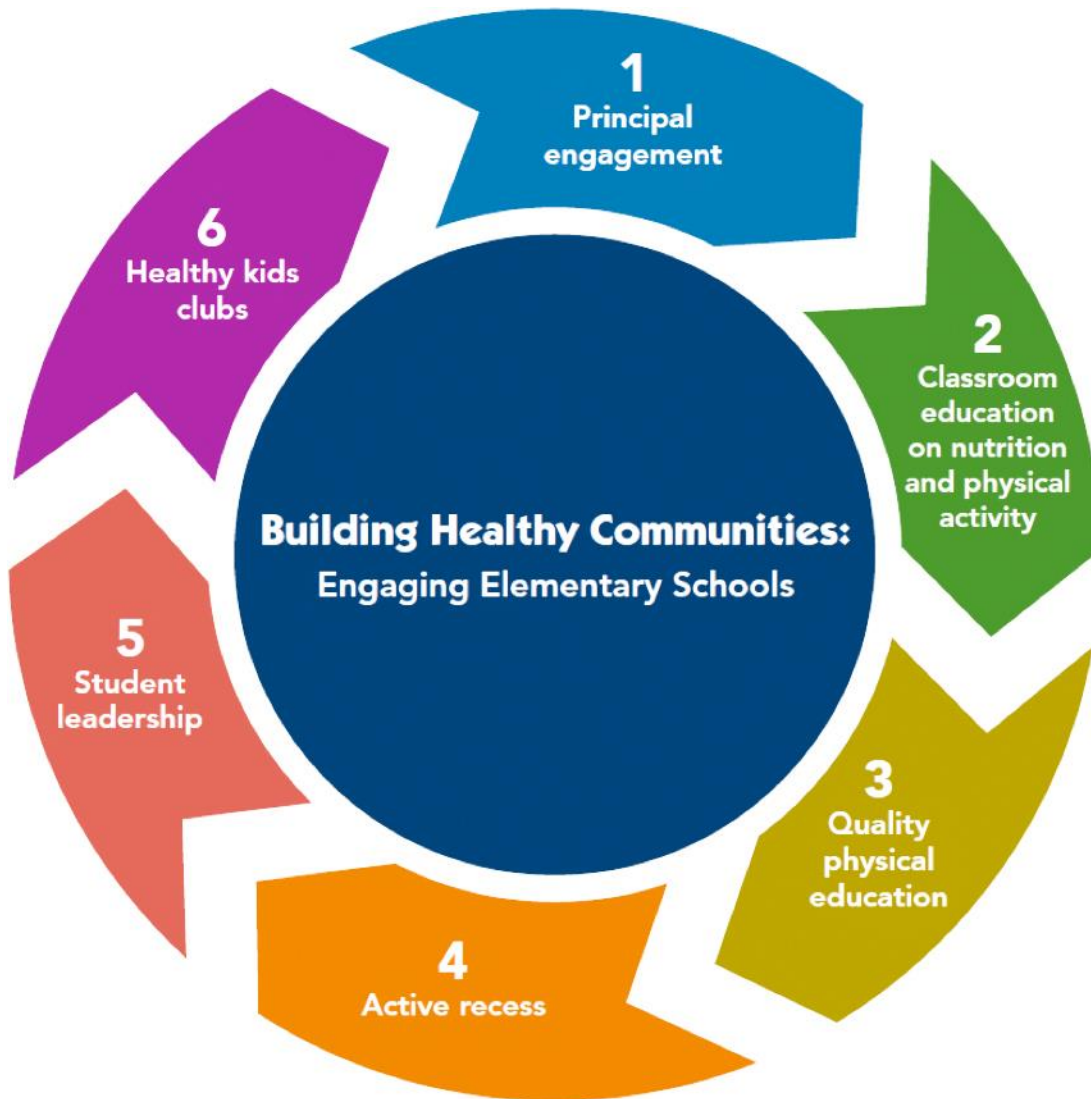 1
Principal
engagement
2
Classroom
education
on nutrition
and physical
activity
3
Quality
physical
education
4
Active recess
5
Student
leadership
6
Healthy kids
clubs
Building Healthy Communities:
Engaging Elementary Schools